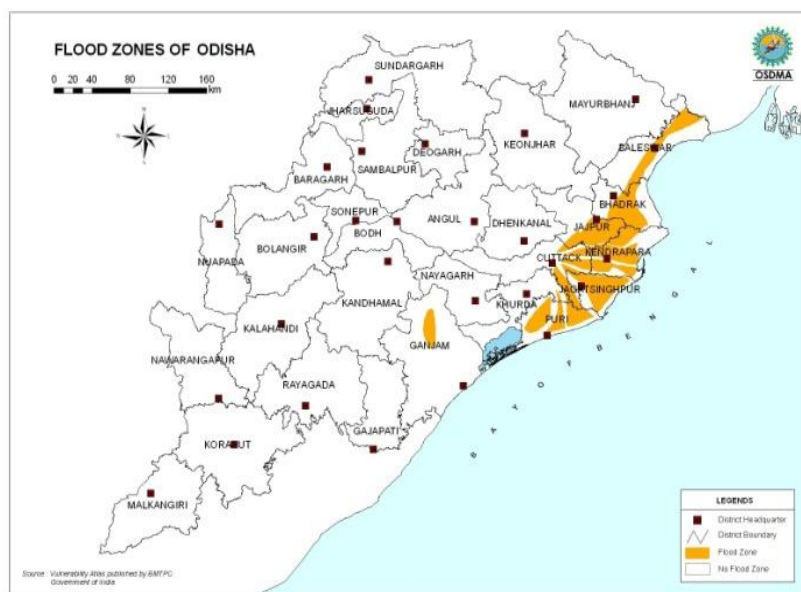 FLOOD ZONES OF ODISHA
0 20 40 80 120 160
km
OSDMA
SUNDARGARH
MAYURBHANJ
JHARSUGUDA
KEONJHAR
BALESWAR
DEOGARH
SAMBALPUR
BARAGARH
BHADRAK
SONEPUR
ANGUL
DHENKANAL
JAJPUR
BODH
BOLANGIR
NUAPADA
KENDRAPARA
CUTTACK
NAYAGARH
JAGATSINGHPUR
KANDHAMAL
KHURDA
PURI
KALAHANDI
GANJAM
NAWARANGAPUR
RAYAGADA
GAJAPATI
KORAPUT
MALKANGIRI
BAY OF BENGAL
LEGENDS
District Headquarter
District Boundary
Flood Zone
No Flood Zone
Source : Vulnerability Atlas published by BMTPC
Government of India